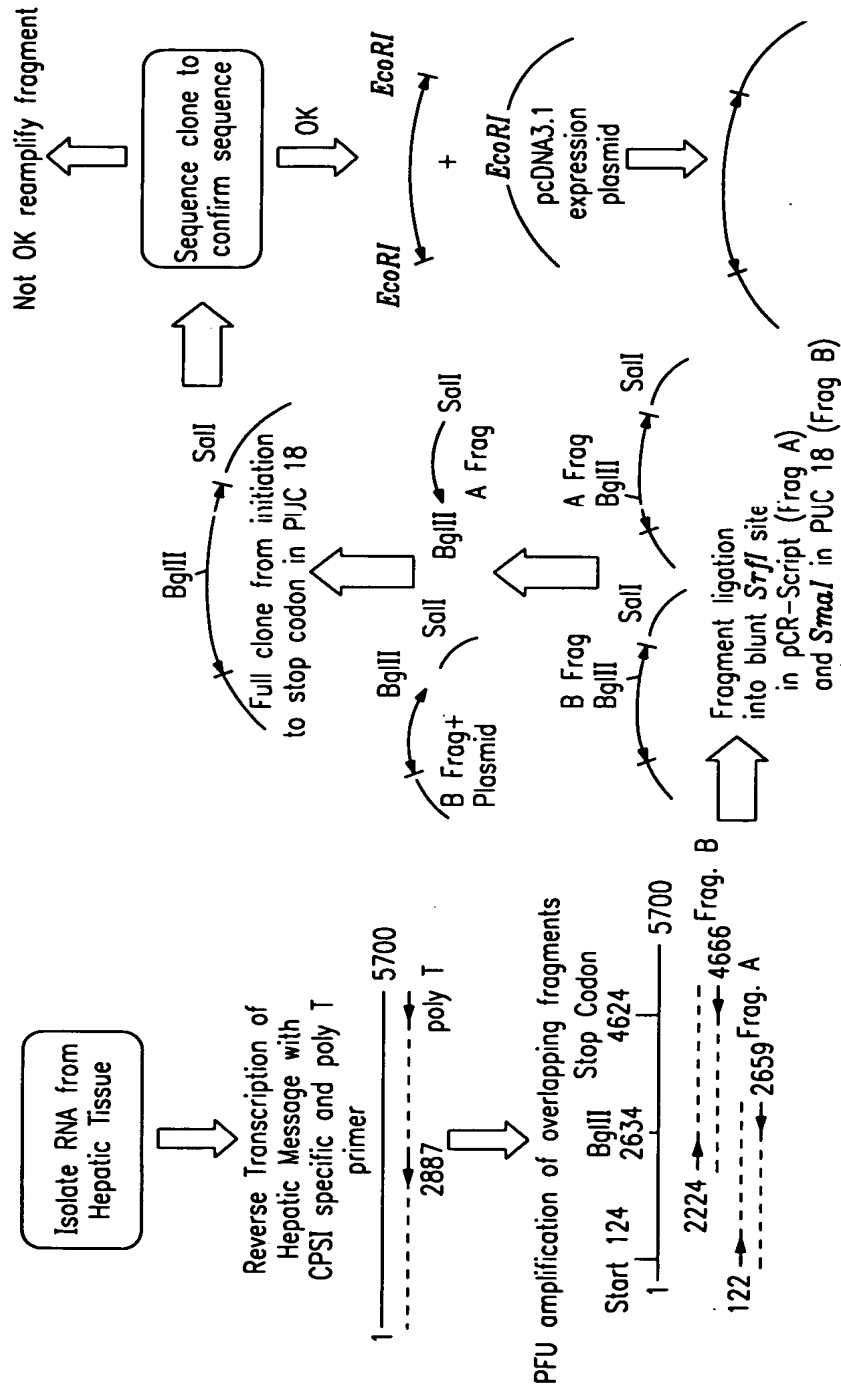 Isolate RNA from
Hepatic Tissue
Reverse Transcription of
Hepatic Message with
CPSI specific and poly T
primer
1
5700
2887
poly T
PFU amplification of overlapping fragments
Start 124
BglII
2634
Stop Codon
4624
1
5700
2224
4666
Frag. B
122
2659
Frag. A
Fragment ligation
into blunt SrfI site
in pCR-Script (Frag A)
and SmaI in PUC 18 (Frag B)
B Frag
BglII
SalI
A Frag
BglII
SalI
B Frag+
Plasmid
BglII
SalI
BglII
A Frag
SalI
BglII
SalI
Full clone from initiation
to stop codon in PUC 18
Sequence clone to
confirm sequence
Not OK reamplify fragment
OK
EcoRI
EcoRI
+
EcoRI
pcDNA3.1
expression
plasmid